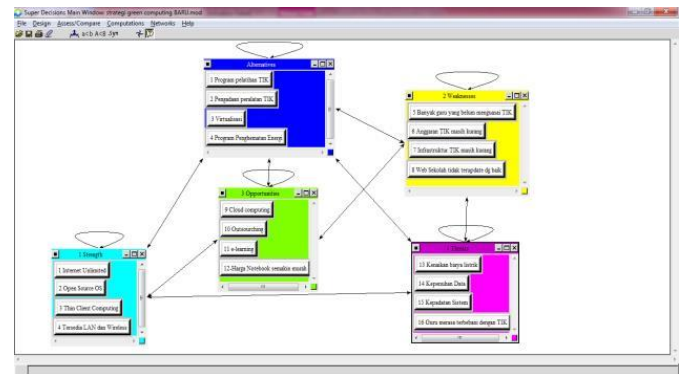 Super Decisions Main Window: strategi green computing BARU.mod
File Design Assess/Compare Computations Networks Help
Alternatives
1 Program pelatihan TIK
2 Pengadaan peralatan TIK
3 Virtualisasi
4 Program Penghematan Energi
2 Weaknesses
5 Banyak guru yang belum menguasai TIK
6 Anggaran TIK masih kurang
7 Infrastruktur TIK masih kurang
8 Web Sekolah tidak terupdate dg baik
3 Opportunities
9 Cloud computing
10 Outsourching
11 e-learning
12-Harga Notebook semakin murah
1 Strength
1 Internet Unlimited
2 Open Source OS
3 Thin Client Computing
4 Tersedia LAN dan Wireless
13 Kenaikan biaya listrik
14 Kepemilikan Data
15 Kepadatan Sistem
16 Guru merasa terbebani dengan TIK